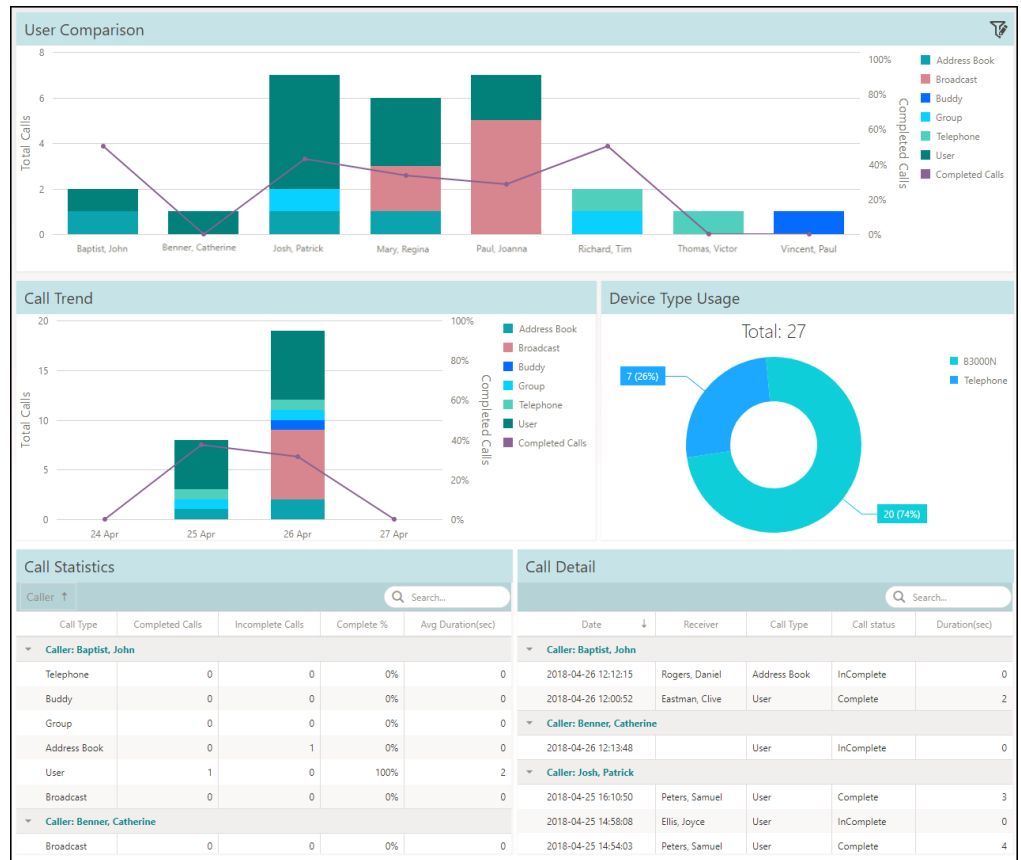 User Comparison
8
6
4
2
0
Total Calls
100%
80%
60%
40%
20%
0%
Completed Calls
Baptist, John
Benner, Catherine
Josh, Patrick
Mary, Regina
Paul, Joanna
Richard, Tim
Thomas, Victor
Vincent, Paul
Address Book
Broadcast
Buddy
Group
Telephone
User
Completed Calls
Call Trend
20
15
10
5
0
Total Calls
100%
80%
60%
40%
20%
0%
Completed Calls
24 Apr
25 Apr
26 Apr
27 Apr
Address Book
Broadcast
Buddy
Group
Telephone
User
Completed Calls
Device Type Usage
Total: 27
7 (26%)
20 (74%)
B3000N
Telephone
Call Statistics
Caller ↑
Search...
Call Type Completed Calls Incomplete Calls Complete % Avg Duration(sec)
Caller: Baptist, John
Telephone 0 0 0% 0
Buddy 0 0 0% 0
Group 0 0 0% 0
Address Book 0 1 0% 0
User 1 0 100% 2
Broadcast 0 0 0% 0
Caller: Benner, Catherine
Broadcast 0 0 0% 0
Call Detail
Search...
Date ↓ Receiver Call Type Call status Duration(sec)
Caller: Baptist, John
2018-04-26 12:12:15 Rogers, Daniel Address Book InComplete 0
2018-04-26 12:00:52 Eastman, Clive User Complete 2
Caller: Benner, Catherine
2018-04-26 12:13:48 User InComplete 0
Caller: Josh, Patrick
2018-04-25 16:10:50 Peters, Samuel User Complete 3
2018-04-25 14:58:08 Ellis, Joyce User InComplete 0
2018-04-25 14:54:03 Peters, Samuel User Complete 4